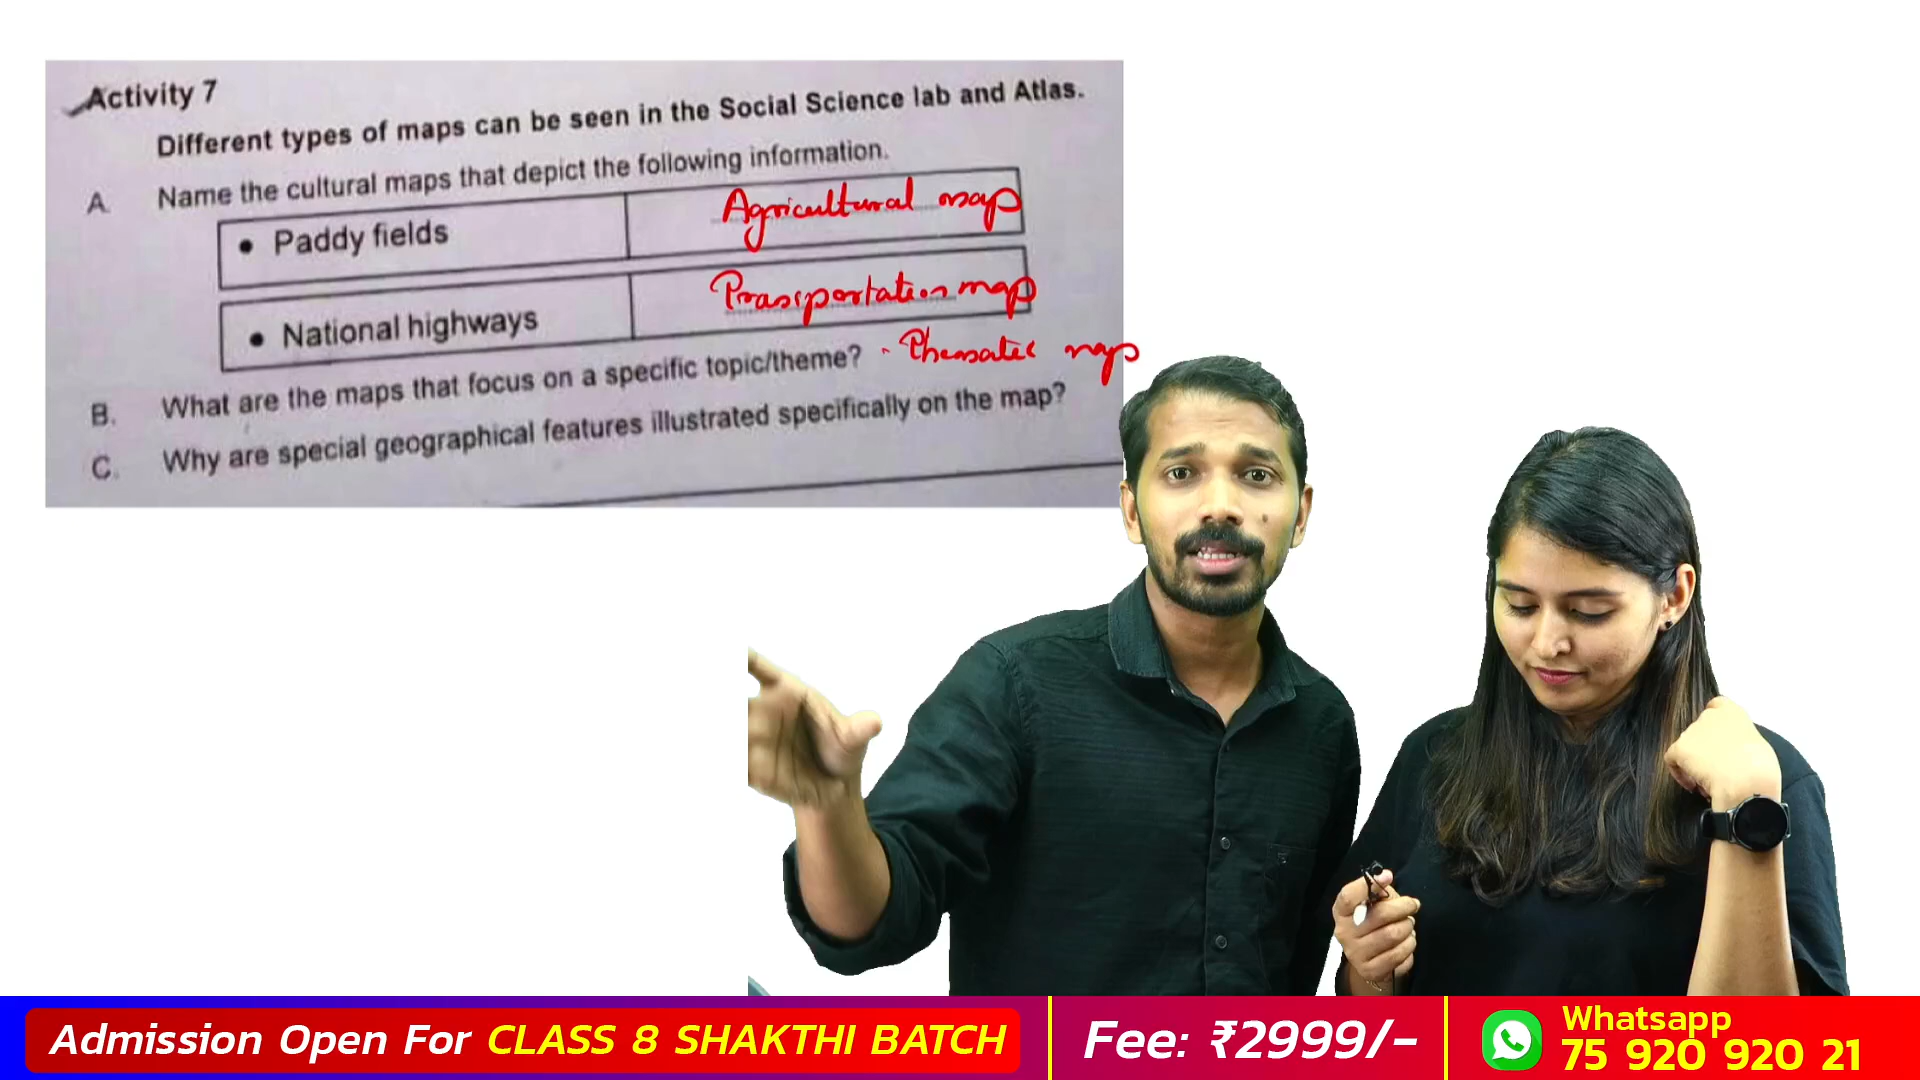 Activity 7
Different types of maps can be seen in the Social Science lab and Atlas.
A. Name the cultural maps that depict the following information.
• Paddy fields Agricultural map
• National highways Transportation map
B. What are the maps that focus on a specific topic/theme? - Thematic map
C. Why are special geographical features illustrated specifically on the map?
Admission Open For CLASS 8 SHAKTHI BATCH
Fee: ₹2999/-
Whatsapp
75 920 920 21